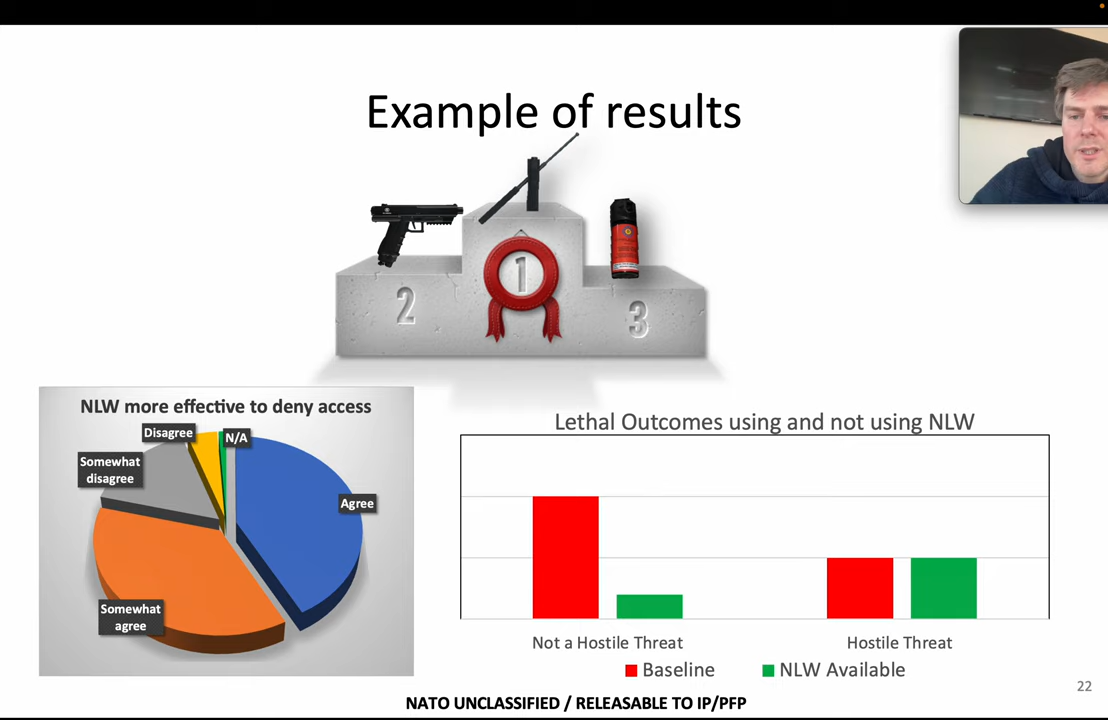 Example of results
1
2
3
NLW more effective to deny access
Disagree
N/A
Somewhat
disagree
Agree
Somewhat
agree
Lethal Outcomes using and not using NLW
Not a Hostile Threat
Hostile Threat
Baseline
NLW Available
22
NATO UNCLASSIFIED / RELEASABLE TO IP/PFP